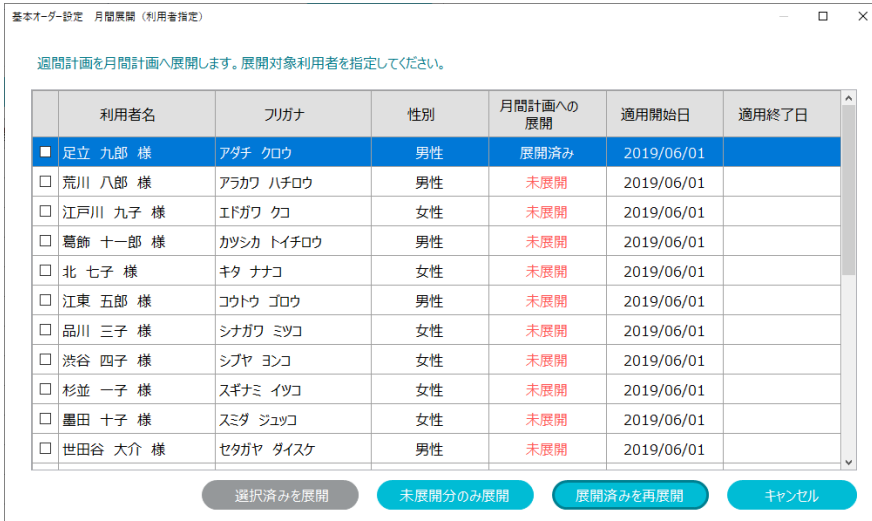 基本オーダー設定　月間展開（利用者指定）
週間計画を月間計画へ展開します。展開対象利用者を指定してください。
利用者名 フリガナ 性別 月間計画への展開 適用開始日 適用終了日
足立 九郎 様 アダチ クロウ 男性 展開済み 2019/06/01
荒川 八郎 様 アラカワ ハチロウ 男性 未展開 2019/06/01
江戸川 九子 様 エドガワ クコ 女性 未展開 2019/06/01
葛飾 十一郎 様 カツシカ トイチロウ 男性 未展開 2019/06/01
北 七子 様 キタ ナナコ 女性 未展開 2019/06/01
江東 五郎 様 コウトウ ゴロウ 男性 未展開 2019/06/01
品川 三子 様 シナガワ ミツコ 女性 未展開 2019/06/01
渋谷 四子 様 シブヤ ヨンコ 女性 未展開 2019/06/01
杉並 一子 様 スギナミ イツコ 女性 未展開 2019/06/01
墨田 十子 様 スミダ ジュッコ 女性 未展開 2019/06/01
世田谷 大介 様 セタガヤ ダイスケ 男性 未展開 2019/06/01
選択済みを展開 未展開分のみ展開 展開済みを再展開 キャンセル